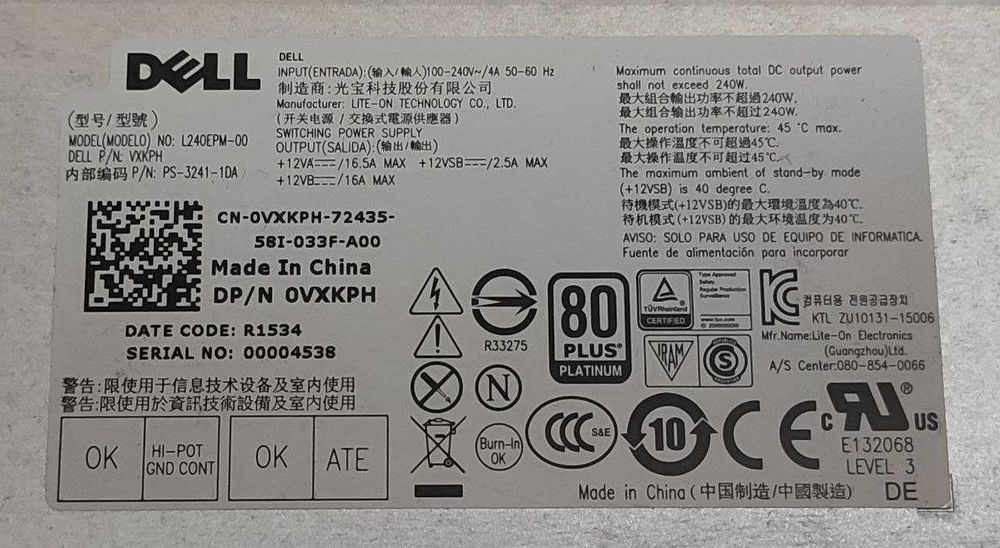 DELL
DELL
INPUT(ENTRADA):(输入/輸入)100-240V~/4A 50-60 Hz
制造商:光宝科技股份有限公司
Manufacturer: LITE-ON TECHNOLOGY CO., LTD.
(开关电源 / 交換式電源供應器)
SWITCHING POWER SUPPLY
OUTPUT(SALIDA):(输出/輸出)
+12VA⎓/16.5A MAX +12VSB⎓/2.5A MAX
+12VB⎓/16A MAX
(型号/型號)
MODEL(MODELO) NO: L240EPM-00
DELL P/N: VXKPH
内部编码 P/N: PS-3241-1DA
Maximum continuous total DC output power
shall not exceed 240W.
最大組合輸出功率不超過240W.
最大组合输出功率不超过240W.
The operation temperature: 45 °C max.
最大操作溫度不可超過45℃.
最大操作温度不可超过45℃.
The maximum ambient of stand-by mode
(+12VSB) is 40 degree C.
待機模式(+12VSB)的最大環境溫度為40℃.
待机模式(+12VSB)的最大环境温度为40℃.
AVISO: SOLO PARA USO DE EQUIPO DE INFORMATICA.
Fuente de alimentación para incorporar
CN-0VXKPH-72435-
58I-033F-A00
Made In China
DP/N 0VXKPH
DATE CODE: R1534
SERIAL NO: 00004538
警告:限使用于信息技术设备及室内使用
警告:限使用於資訊技術設備及室內使用
OK
HI-POT
GND CONT
OK
ATE
R33275
N
Burn-In
OK
80
PLUS®
PLATINUM
TÜVRheinland
CERTIFIED
Type Approved
Safety
Regular Production
Surveillance
www.tuv.com
IRAM
S
컴퓨터용 전원공급장치
KTL ZU10131-15006
Mfr.Name:Lite-On Electronics
(Guangzhou)Ltd.
A/S Center:080-854-0066
CCC S&E
10
CE
c RU® US
E132068
LEVEL 3
Made in China (中国制造/中國製造)
DE